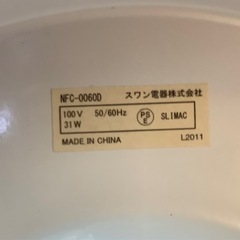 NFC-0060D スワン電器株式会社
100V 50/60Hz PSE SLIMAC
31W
MADE IN CHINA L2011